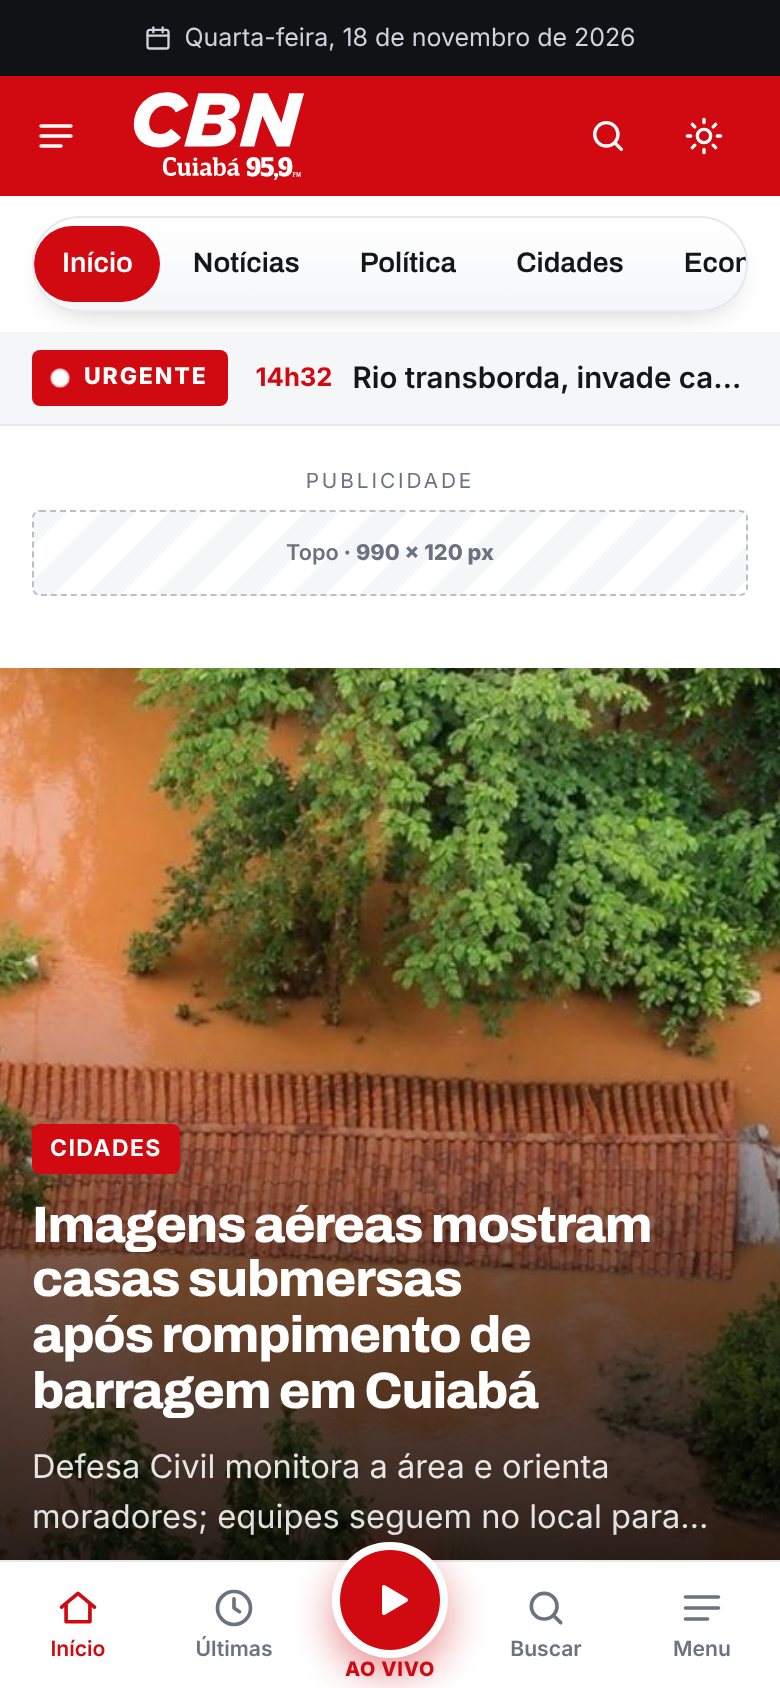 Quarta-feira, 18 de novembro de 2026
CBN
Cuiabá 95,9 FM
Início Notícias Política Cidades Econ
URGENTE 14h32 Rio transborda, invade ca...
PUBLICIDADE
Topo · 990 × 120 px
CIDADES
Imagens aéreas mostram
casas submersas
após rompimento de
barragem em Cuiabá
Defesa Civil monitora a área e orienta
moradores; equipes seguem no local para...
Início Últimas AO VIVO Buscar Menu